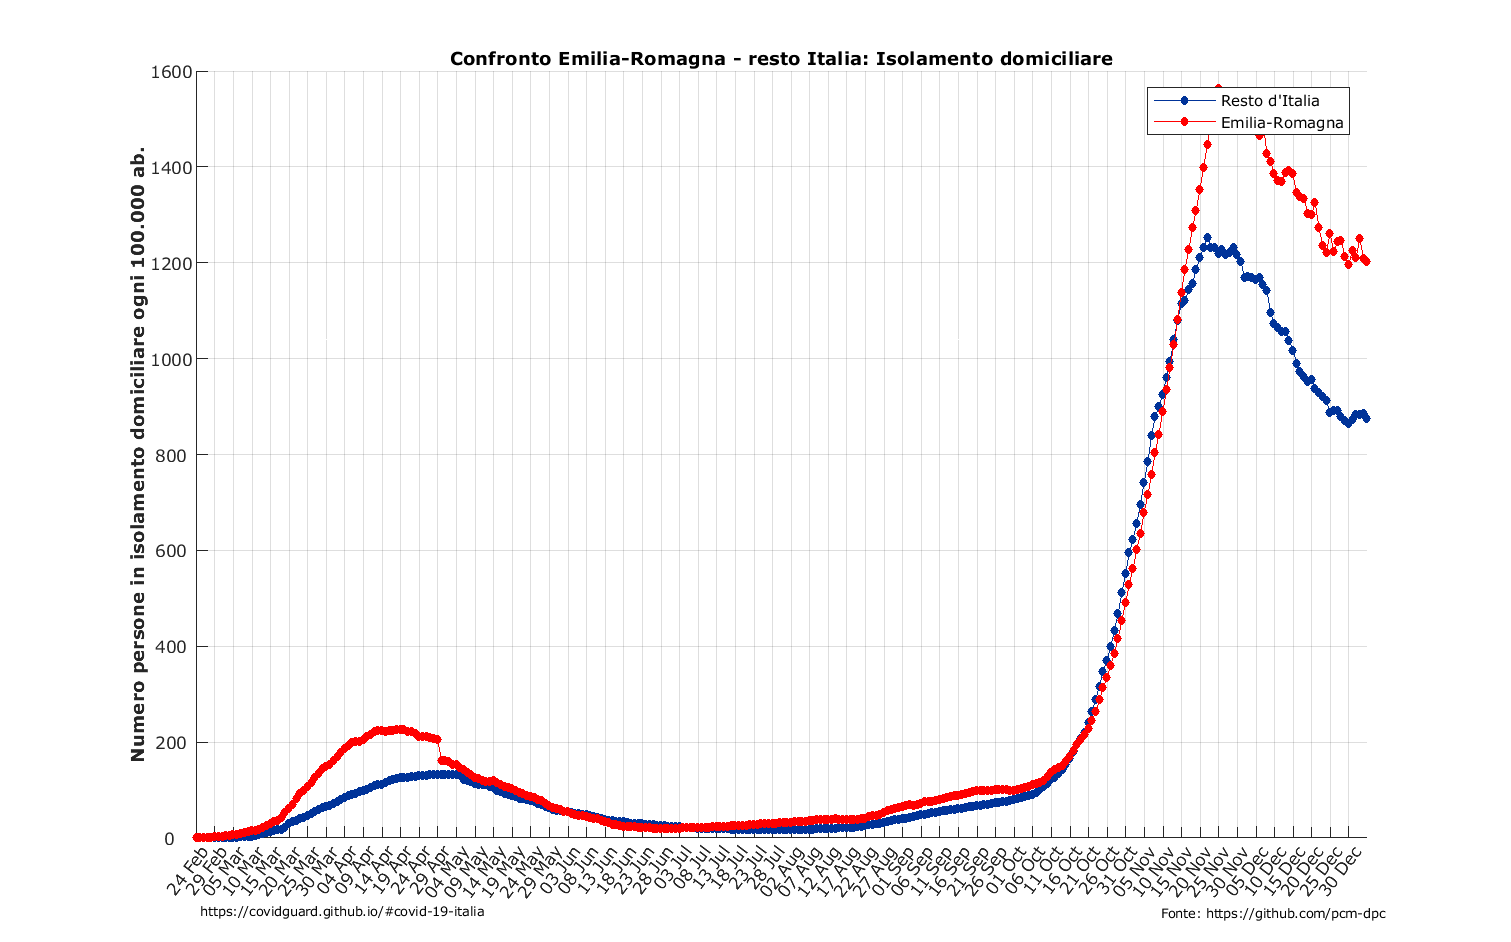 Confronto Emilia-Romagna - resto Italia: Isolamento domiciliare
Numero persone in isolamento domiciliare ogni 100.000 ab.
1600
1400
1200
1000
800
600
400
200
0
Resto d'Italia
Emilia-Romagna
24 Feb
29 Feb
05 Mar
10 Mar
15 Mar
20 Mar
25 Mar
30 Mar
04 Apr
09 Apr
14 Apr
19 Apr
24 Apr
29 Apr
04 May
09 May
14 May
19 May
24 May
29 May
03 Jun
08 Jun
13 Jun
18 Jun
23 Jun
28 Jun
03 Jul
08 Jul
13 Jul
18 Jul
23 Jul
28 Jul
02 Aug
07 Aug
12 Aug
17 Aug
22 Aug
27 Aug
01 Sep
06 Sep
11 Sep
16 Sep
21 Sep
26 Sep
01 Oct
06 Oct
11 Oct
16 Oct
21 Oct
26 Oct
31 Oct
05 Nov
10 Nov
15 Nov
20 Nov
25 Nov
30 Nov
05 Dec
10 Dec
15 Dec
20 Dec
25 Dec
30 Dec
https://covidguard.github.io/#covid-19-italia
Fonte: https://github.com/pcm-dpc